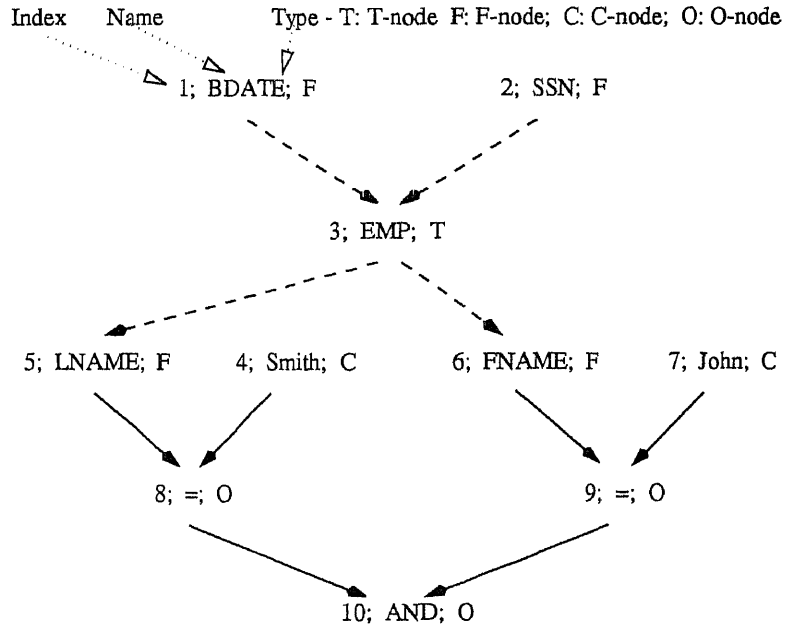 Index Name Type - T: T-node F: F-node; C: C-node; O: O-node
1; BDATE; F 2; SSN; F
3; EMP; T
5; LNAME; F 4; Smith; C 6; FNAME; F 7; John; C
8; =; O 9; =; O
10; AND; O